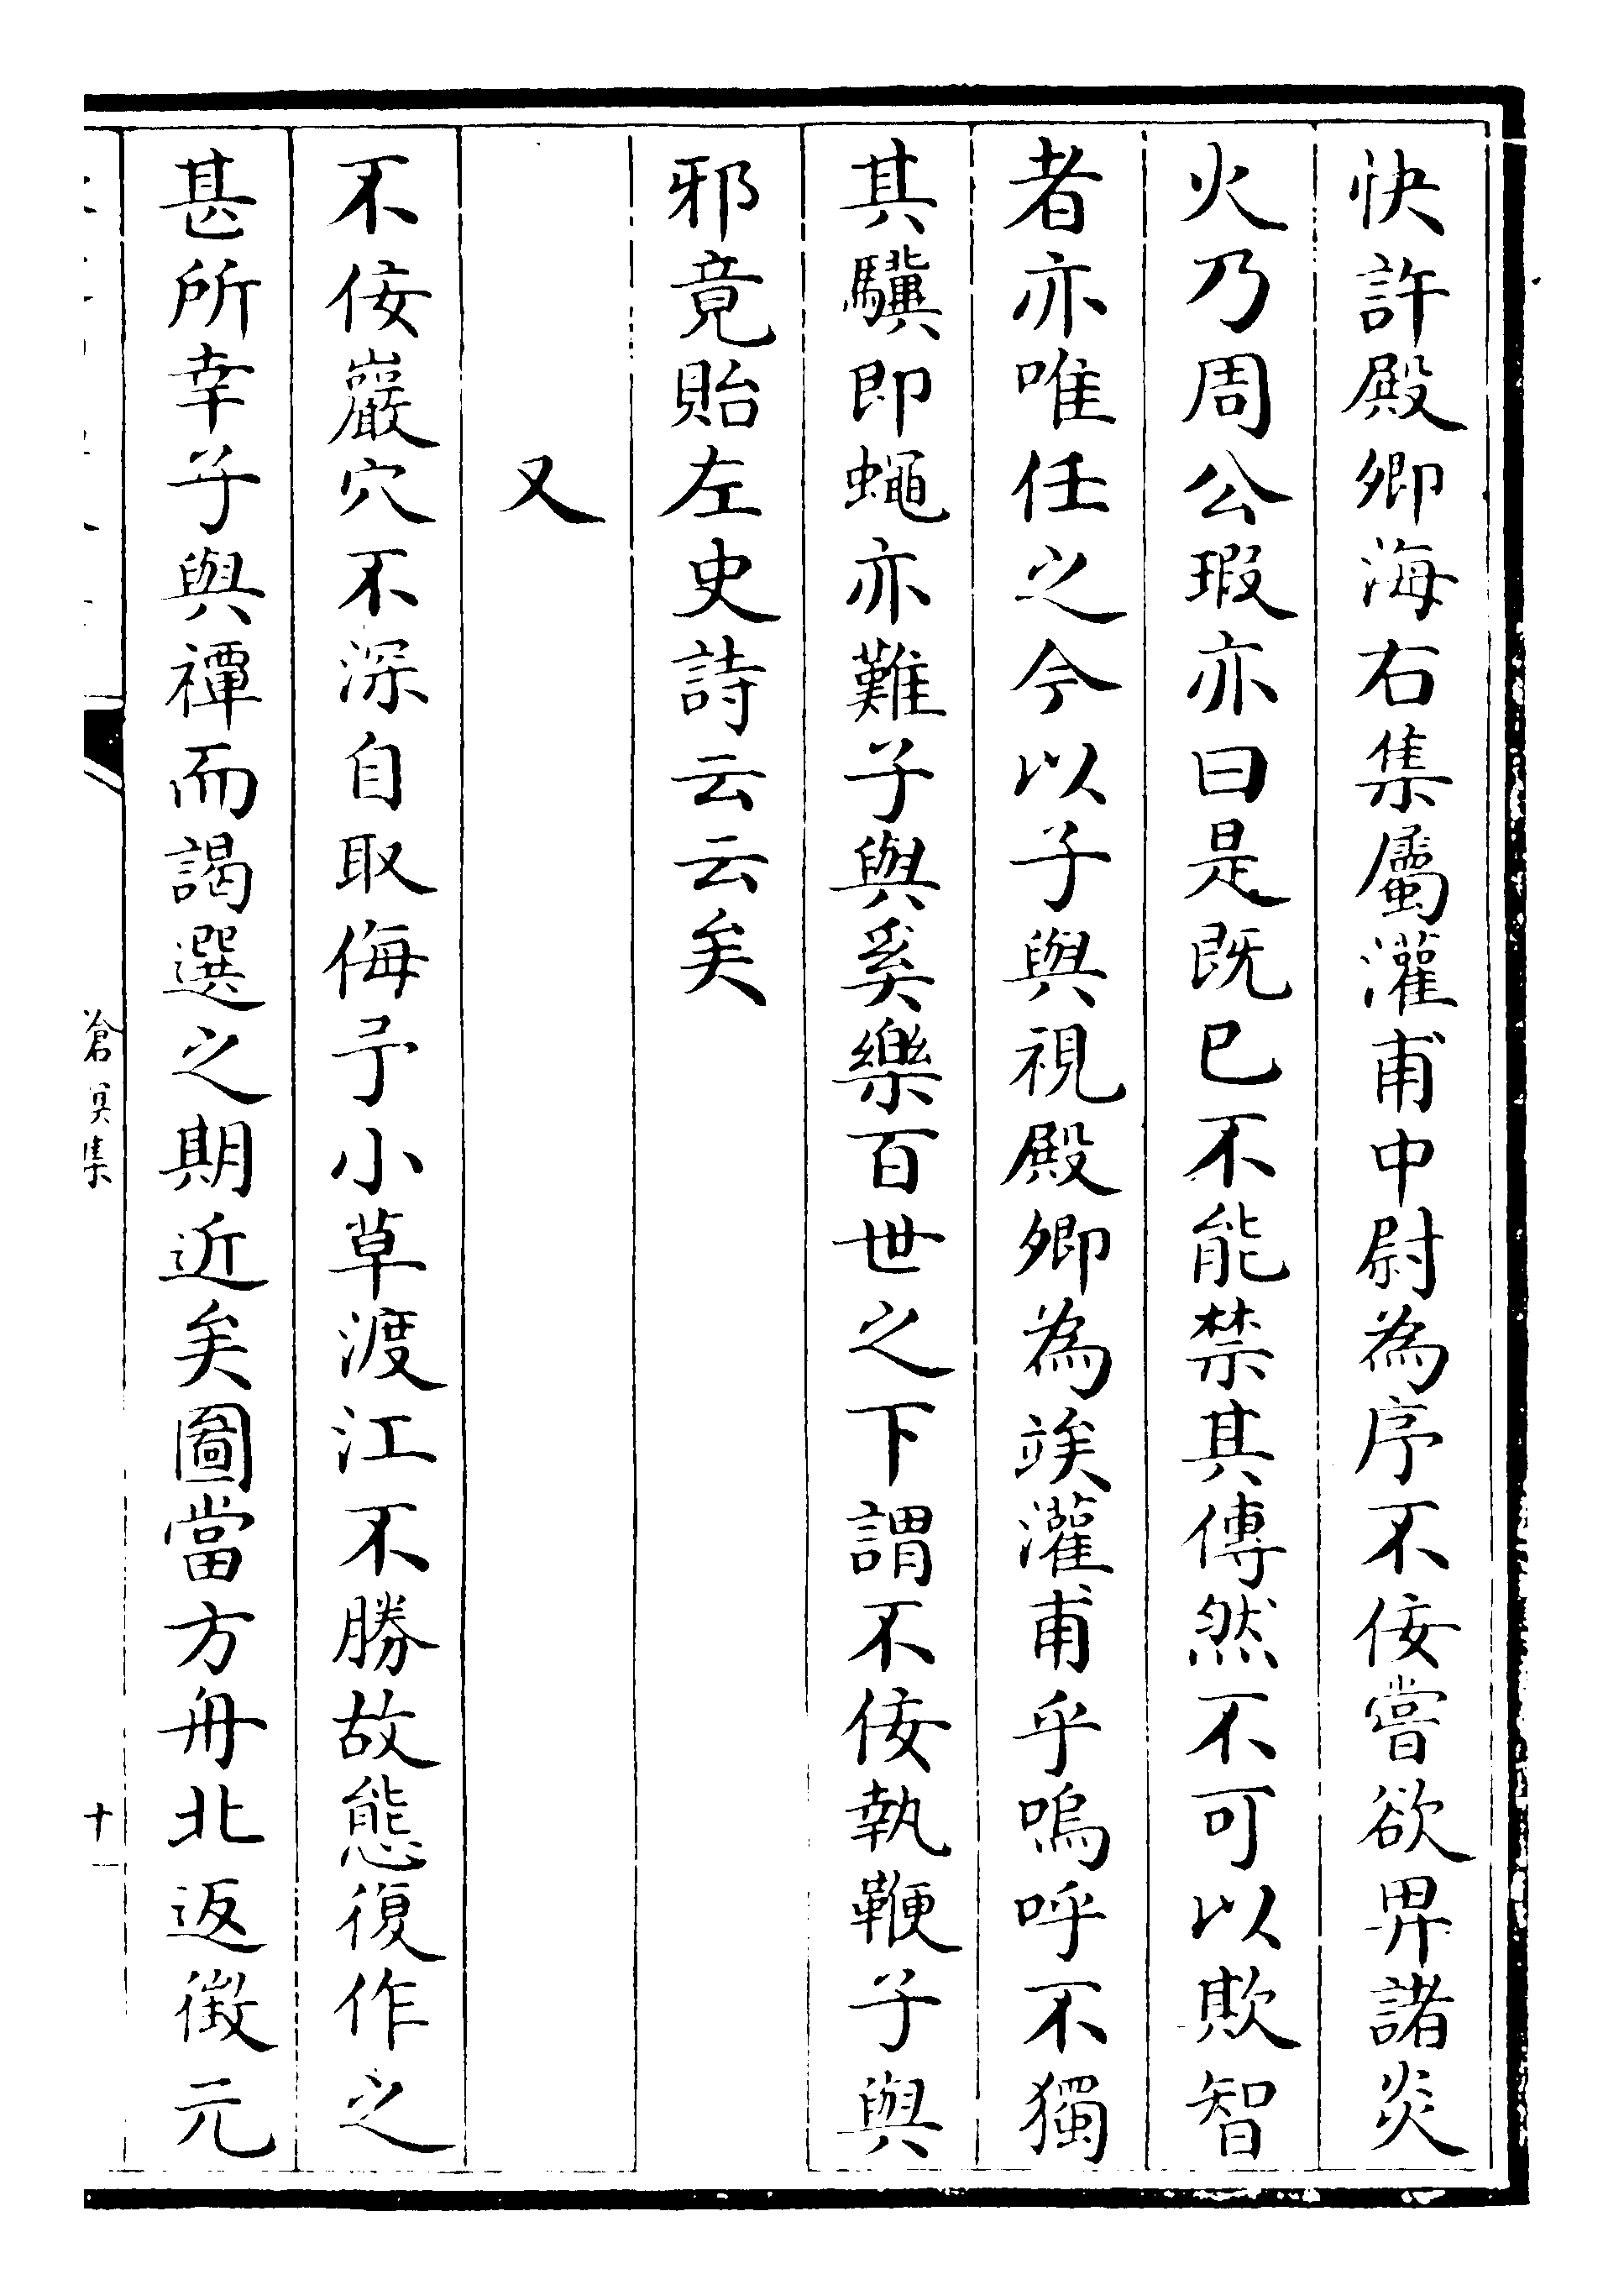 快許殿卿海右集屬灌甫中尉為序不佞嘗欲畀諸炎
火乃周公瑕亦曰是既已不能禁其傳然不可以欺智
者亦唯任之今以子與視殿卿為竢灌甫乎嗚呼不獨
其驥即蠅亦難子與奚樂百世之下謂不佞執鞭子與
邪竟貽左史詩云云矣
又
不佞巖穴不深自取侮予小草渡江不勝故態復作之
甚所幸子與禫而謁選之期近矣圖當方舟北返徵元
滄溟集
十一